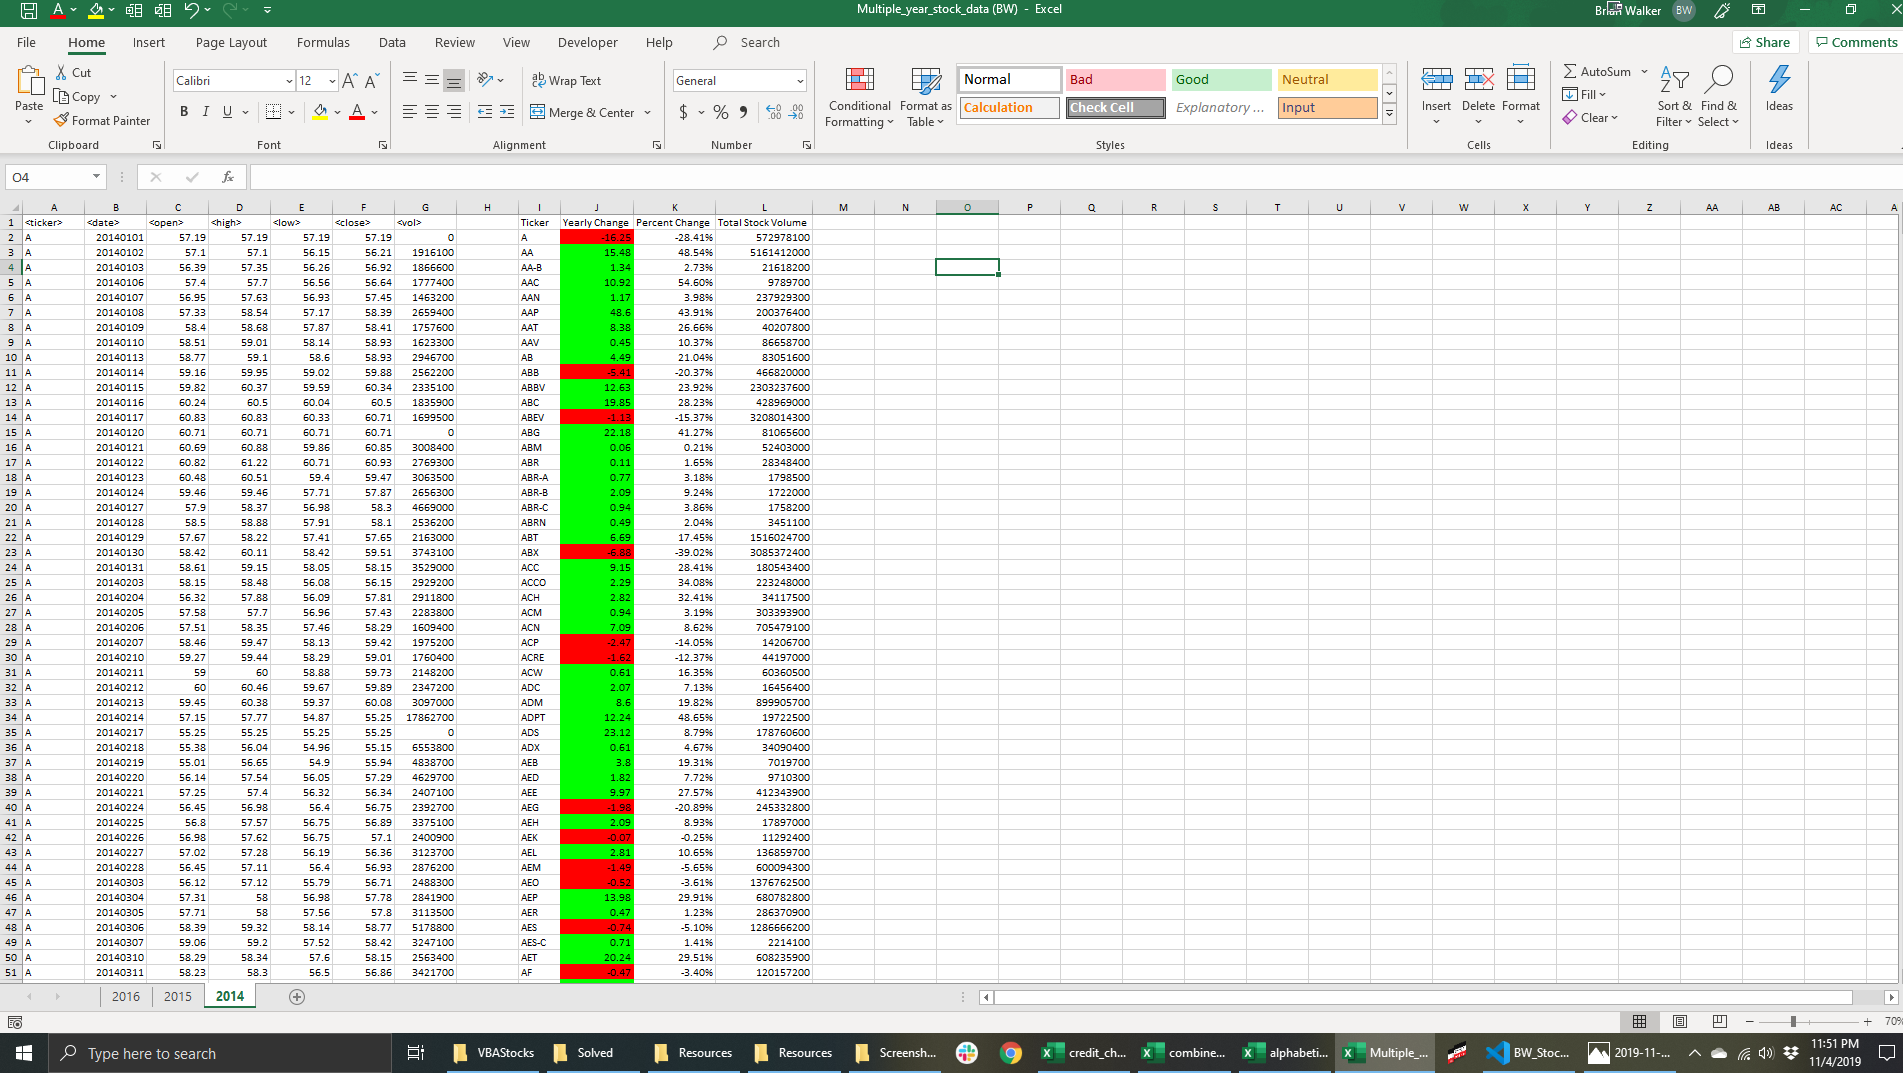 Multiple_year_stock_data (BW) - Excel
Brian Walker BW
File Home Insert Page Layout Formulas Data Review View Developer Help Search Share Comments
Paste Cut Copy Format Painter Clipboard
Calibri 12 B I U Font
Wrap Text Merge & Center Alignment
General $ % Number
Conditional Formatting Format as Table Normal Bad Good Neutral
Calculation Check Cell Explanatory ... Input Styles
Insert Delete Format Cells
AutoSum Fill Clear Sort & Filter Find & Select Editing
Ideas Ideas
O4 fx
A B C D E F G H I J K L M N O P Q R S T U V W X Y Z AA AB AC A
1 <ticker> <date> <open> <high> <low> <close> <vol> Ticker Yearly Change Percent Change Total Stock Volume
2 A 20140101 57.19 57.19 57.19 57.19 0 A -16.25 -28.41% 572978100
3 A 20140102 57.1 57.1 56.15 56.21 1916100 AA 15.48 48.54% 5161412000
4 A 20140103 56.39 57.35 56.26 56.92 1866600 AA-B 1.34 2.73% 21618200
5 A 20140106 57.4 57.7 56.56 56.64 1777400 AAC 10.92 54.60% 9789700
6 A 20140107 56.95 57.63 56.93 57.45 1463200 AAN 1.17 3.98% 237929300
7 A 20140108 57.33 58.54 57.17 58.39 2659400 AAP 48.6 43.91% 200376400
8 A 20140109 58.4 58.68 57.87 58.41 1757600 AAT 8.38 26.66% 40207800
9 A 20140110 58.51 59.01 58.14 58.93 1623300 AAV 0.45 10.37% 86658700
10 A 20140113 58.77 59.1 58.6 58.93 2946700 AB 4.49 21.04% 83051600
11 A 20140114 59.16 59.95 59.02 59.88 2562200 ABB -5.41 -20.37% 466820000
12 A 20140115 59.82 60.37 59.59 60.34 2335100 ABBV 12.63 23.92% 2303237600
13 A 20140116 60.24 60.5 60.04 60.5 1835900 ABC 19.85 28.23% 428969000
14 A 20140117 60.83 60.83 60.33 60.71 1699500 ABEV -1.13 -15.37% 3208014300
15 A 20140120 60.71 60.71 60.71 60.71 0 ABG 22.18 41.27% 81065600
16 A 20140121 60.69 60.88 59.86 60.85 3008400 ABM 0.06 0.21% 52403000
17 A 20140122 60.82 61.22 60.71 60.93 2769300 ABR 0.11 1.65% 28348400
18 A 20140123 60.48 60.51 59.4 59.47 3063500 ABR-A 0.77 3.18% 1798500
19 A 20140124 59.46 59.46 57.71 57.87 2656300 ABR-B 2.09 9.24% 1722000
20 A 20140127 57.9 58.37 56.98 58.3 4669000 ABR-C 0.94 3.86% 1758200
21 A 20140128 58.5 58.88 57.91 58.1 2536200 ABRN 0.49 2.04% 3451100
22 A 20140129 57.67 58.22 57.41 57.65 2163000 ABT 6.69 17.45% 1516024700
23 A 20140130 58.42 60.11 58.42 59.51 3743100 ABX -6.88 -39.02% 3085372400
24 A 20140131 58.61 59.15 58.05 58.15 3529000 ACC 9.15 28.41% 180543400
25 A 20140203 58.15 58.48 56.08 56.15 2929200 ACCO 2.29 34.08% 223248000
26 A 20140204 56.32 57.88 56.09 57.81 2911800 ACH 2.82 32.41% 34117500
27 A 20140205 57.58 57.7 56.96 57.43 2283800 ACM 0.94 3.19% 303393900
28 A 20140206 57.51 58.35 57.46 58.29 1609400 ACN 7.09 8.62% 705479100
29 A 20140207 58.46 59.47 58.13 59.42 1975200 ACP -2.47 -14.05% 14206700
30 A 20140210 59.27 59.44 58.29 59.01 1760400 ACRE -1.62 -12.37% 44197000
31 A 20140211 59 60 58.88 59.73 2148200 ACW 0.61 16.35% 60360500
32 A 20140212 60 60.46 59.67 59.89 2347200 ADC 2.07 7.13% 16456400
33 A 20140213 59.45 60.38 59.37 60.08 3097000 ADM 8.6 19.82% 899905700
34 A 20140214 57.15 57.77 54.87 55.25 17862700 ADPT 12.24 48.65% 19722500
35 A 20140217 55.25 55.25 55.25 55.25 0 ADS 23.12 8.79% 178760600
36 A 20140218 55.38 56.04 54.96 55.15 6553800 ADX 0.61 4.67% 34090400
37 A 20140219 55.01 56.65 54.9 55.94 4838700 AEB 3.8 19.31% 7019700
38 A 20140220 56.14 57.54 56.05 57.29 4629700 AED 1.82 7.72% 9710300
39 A 20140221 57.25 57.4 56.32 56.34 2407100 AEE 9.97 27.57% 412343900
40 A 20140224 56.45 56.98 56.4 56.75 2392700 AEG -1.98 -20.89% 245332800
41 A 20140225 56.8 57.57 56.75 56.89 3375100 AEH 2.09 8.93% 17897000
42 A 20140226 56.98 57.62 56.75 57.1 2400900 AEK -0.07 -0.25% 11292400
43 A 20140227 57.02 57.28 56.19 56.36 3123700 AEL 2.81 10.65% 136859700
44 A 20140228 56.45 57.11 56.4 56.93 2876200 AEM -1.49 -5.65% 600094300
45 A 20140303 56.12 57.12 55.79 56.71 2488300 AEO -0.52 -3.61% 1376762500
46 A 20140304 57.31 58 56.98 57.78 2841900 AEP 13.98 29.91% 680782800
47 A 20140305 57.71 58 57.56 57.8 3113500 AER 0.47 1.23% 286370900
48 A 20140306 58.39 59.32 58.14 58.77 5178800 AES -0.74 -5.10% 1286666200
49 A 20140307 59.06 59.2 57.52 58.42 3247100 AES-C 0.71 1.41% 2214100
50 A 20140310 58.29 58.34 57.6 58.15 2563400 AET 20.24 29.51% 608235900
51 A 20140311 58.23 58.3 56.5 56.86 3421700 AF -0.47 -3.40% 120157200
2016 2015 2014
70%
Type here to search VBAStocks Solved Resources Resources Screensh... credit_ch... combine... alphabeti... Multiple_... BW_Stoc... 2019-11-... 11:51 PM
11/4/2019